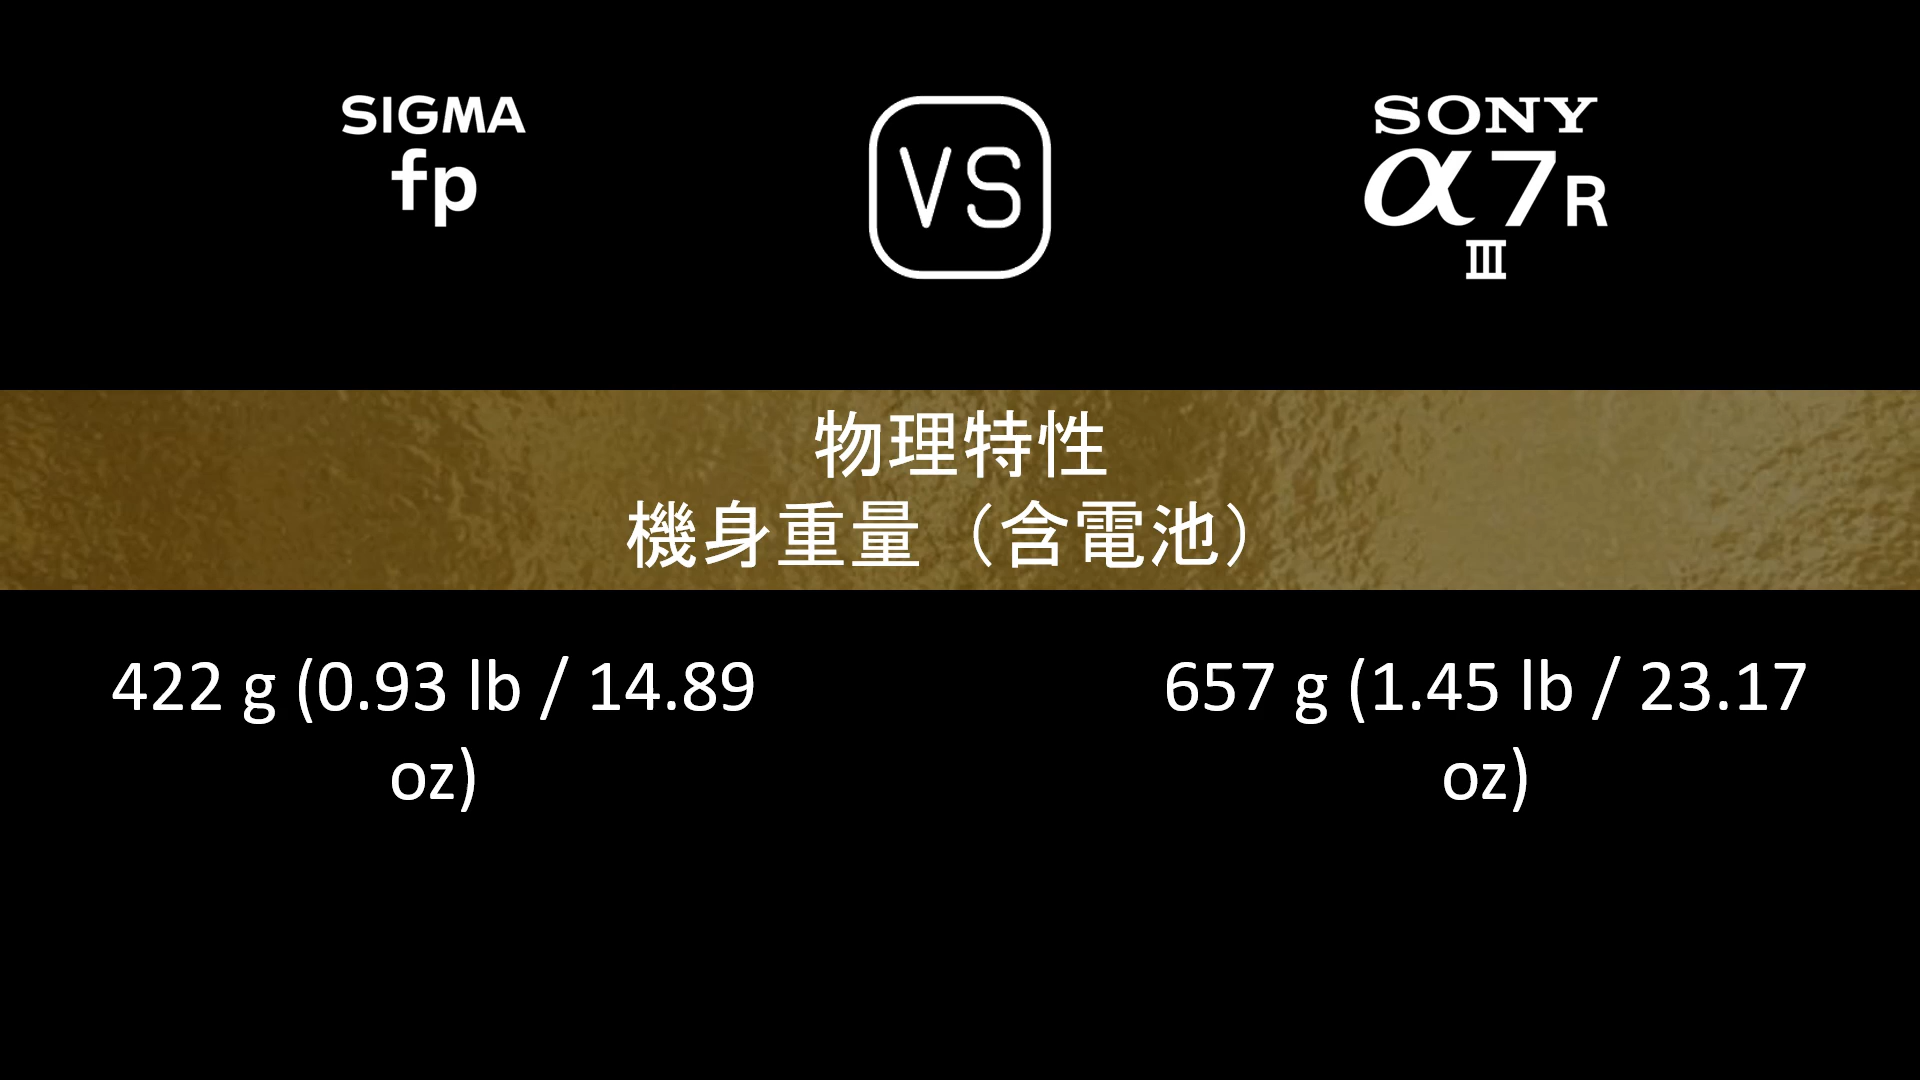 SIGMA
fp
VS
SONY
α7R
III
物理特性
機身重量（含電池）
422 g (0.93 lb / 14.89
oz)
657 g (1.45 lb / 23.17
oz)